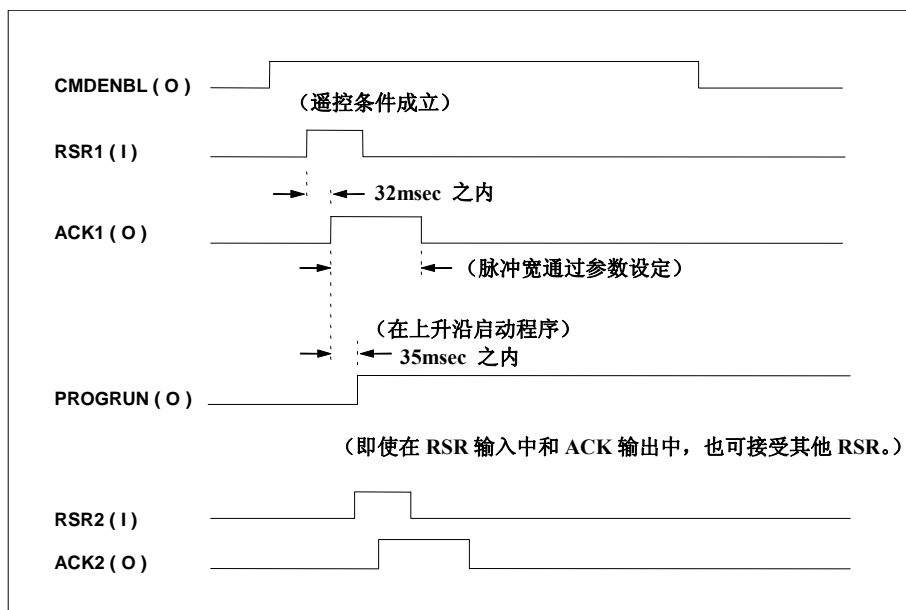 CMDENBL ( O )
（遥控条件成立）
RSR1 ( I )
32msec 之内
ACK1 ( O )
（脉冲宽通过参数设定）
（在上升沿启动程序）
35msec 之内
PROGRUN ( O )
（即使在 RSR 输入中和 ACK 输出中，也可接受其他 RSR。）
RSR2 ( I )
ACK2 ( O )